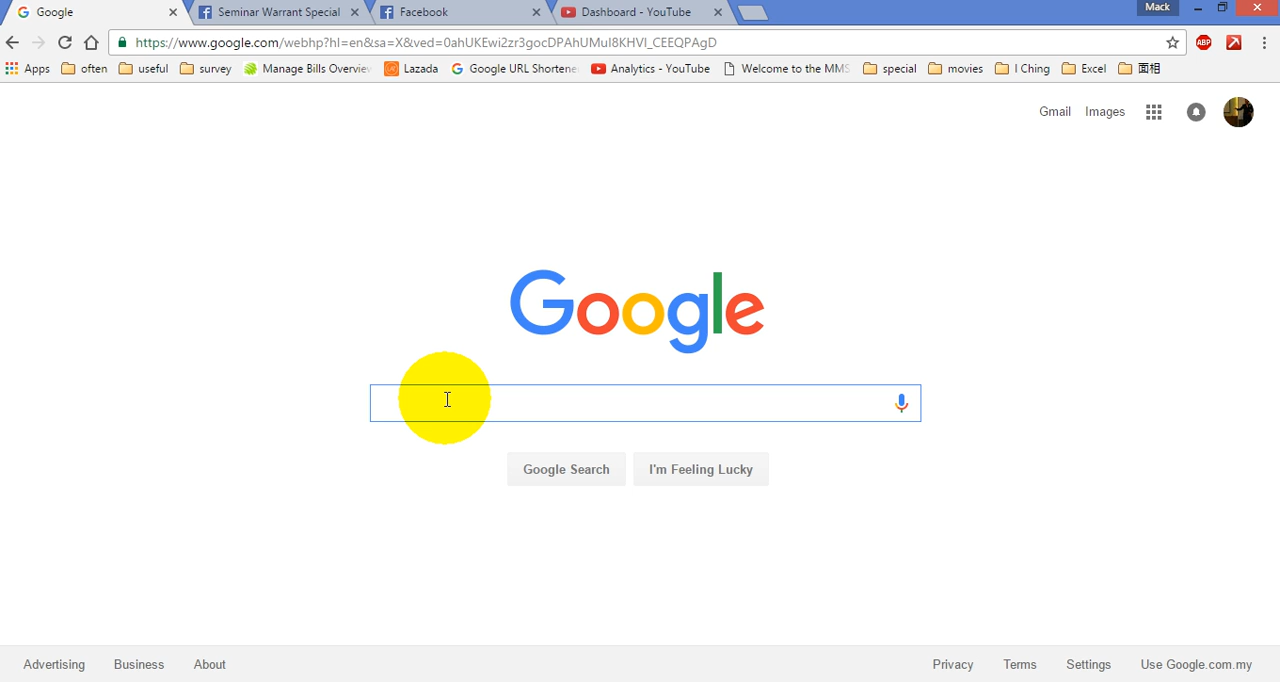 Google
Seminar Warrant Special
Facebook
Dashboard - YouTube
Mack
https://www.google.com/webhp?hl=en&sa=X&ved=0ahUKEwi2zr3gocDPAhUMuI8KHVI_CEEQPAgD
ABP
Apps often useful survey Manage Bills Overview Lazada Google URL Shortene Analytics - YouTube Welcome to the MMS special movies I Ching Excel 面相
Gmail Images
Google
Google Search I'm Feeling Lucky
Advertising Business About Privacy Terms Settings Use Google.com.my